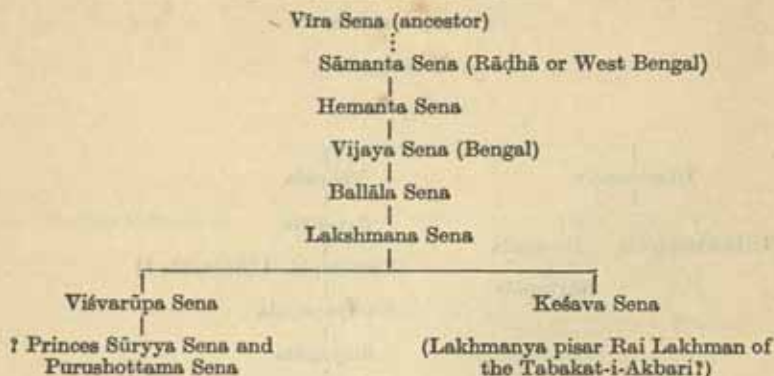 Vīra Sena (ancestor)
Sāmanta Sena (Rāḍhā or West Bengal)
Hemanta Sena
Vijaya Sena (Bengal)
Ballāla Sena
Lakshmana Sena
Viśvarūpa Sena Keśava Sena
? Princes Sūryya Sena and (Lakhmanya pisar Rai Lakhman of
Purushottama Sena the Tabakat-i-Akbari?)